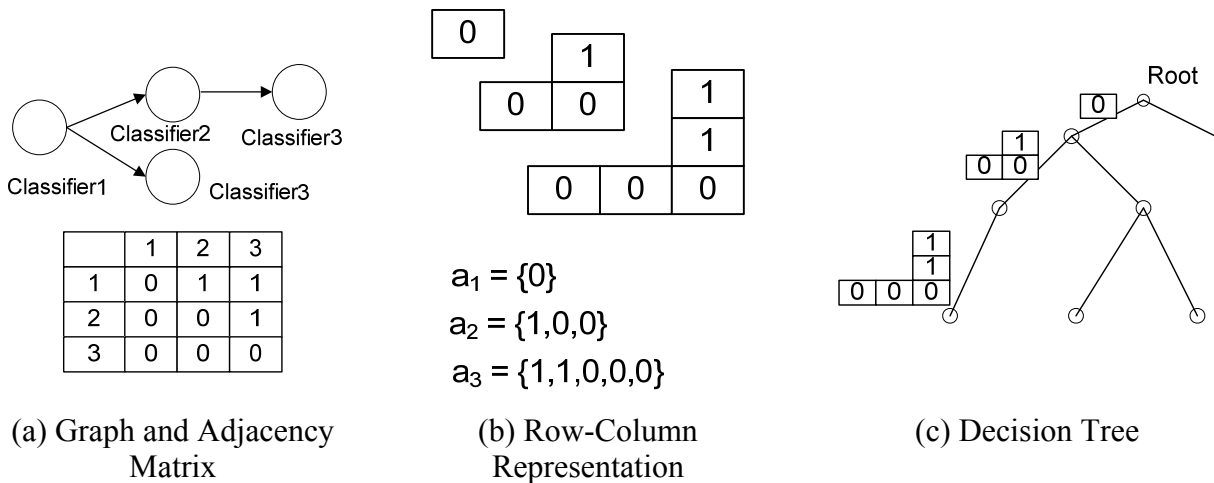 Classifier1
Classifier2
Classifier3
Classifier3
1 2 3
1 0 1 1
2 0 0 1
3 0 0 0
(a) Graph and Adjacency
Matrix
0
1
0 0
1
1
0 0 0
a1 = {0}
a2 = {1,0,0}
a3 = {1,1,0,0,0}
(b) Row-Column
Representation
Root
0
1
0 0
1
1
0 0 0
(c) Decision Tree